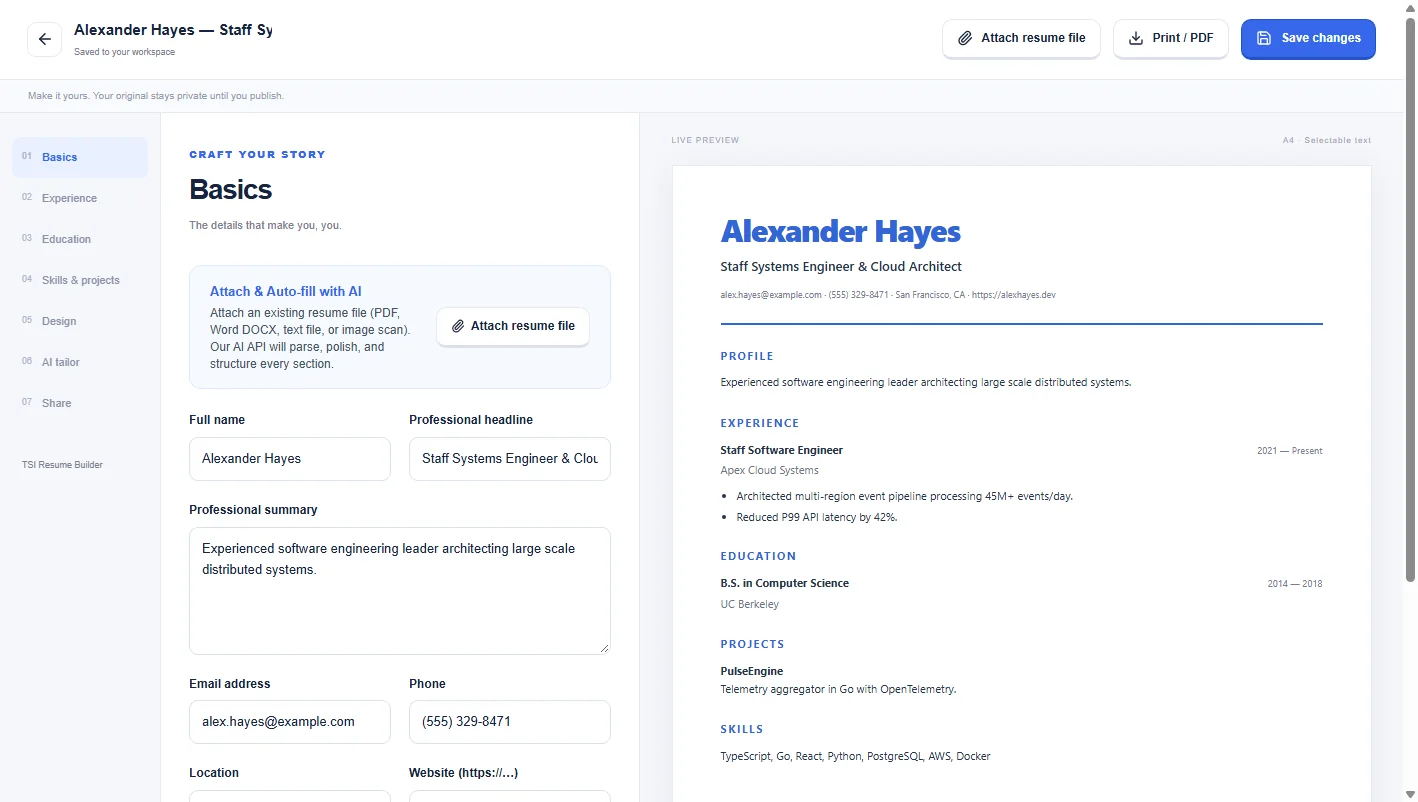 Alexander Hayes — Staff Sy
Saved to your workspace
Attach resume file
Print / PDF
Save changes
Make it yours. Your original stays private until you publish.
01 Basics
02 Experience
03 Education
04 Skills & projects
05 Design
06 AI tailor
07 Share
TSI Resume Builder
CRAFT YOUR STORY
Basics
The details that make you, you.
Attach & Auto-fill with AI
Attach an existing resume file (PDF,
Word DOCX, text file, or image scan).
Our AI API will parse, polish, and
structure every section.
Attach resume file
Full name
Professional headline
Alexander Hayes
Staff Systems Engineer & Clou
Professional summary
Experienced software engineering leader architecting large scale
distributed systems.
Email address
Phone
alex.hayes@example.com
(555) 329-8471
Location
Website (https://...)
LIVE PREVIEW
A4 · Selectable text
Alexander Hayes
Staff Systems Engineer & Cloud Architect
alex.hayes@example.com · (555) 329-8471 · San Francisco, CA · https://alexhayes.dev
PROFILE
Experienced software engineering leader architecting large scale distributed systems.
EXPERIENCE
Staff Software Engineer
2021 — Present
Apex Cloud Systems
• Architected multi-region event pipeline processing 45M+ events/day.
• Reduced P99 API latency by 42%.
EDUCATION
B.S. in Computer Science
2014 — 2018
UC Berkeley
PROJECTS
PulseEngine
Telemetry aggregator in Go with OpenTelemetry.
SKILLS
TypeScript, Go, React, Python, PostgreSQL, AWS, Docker